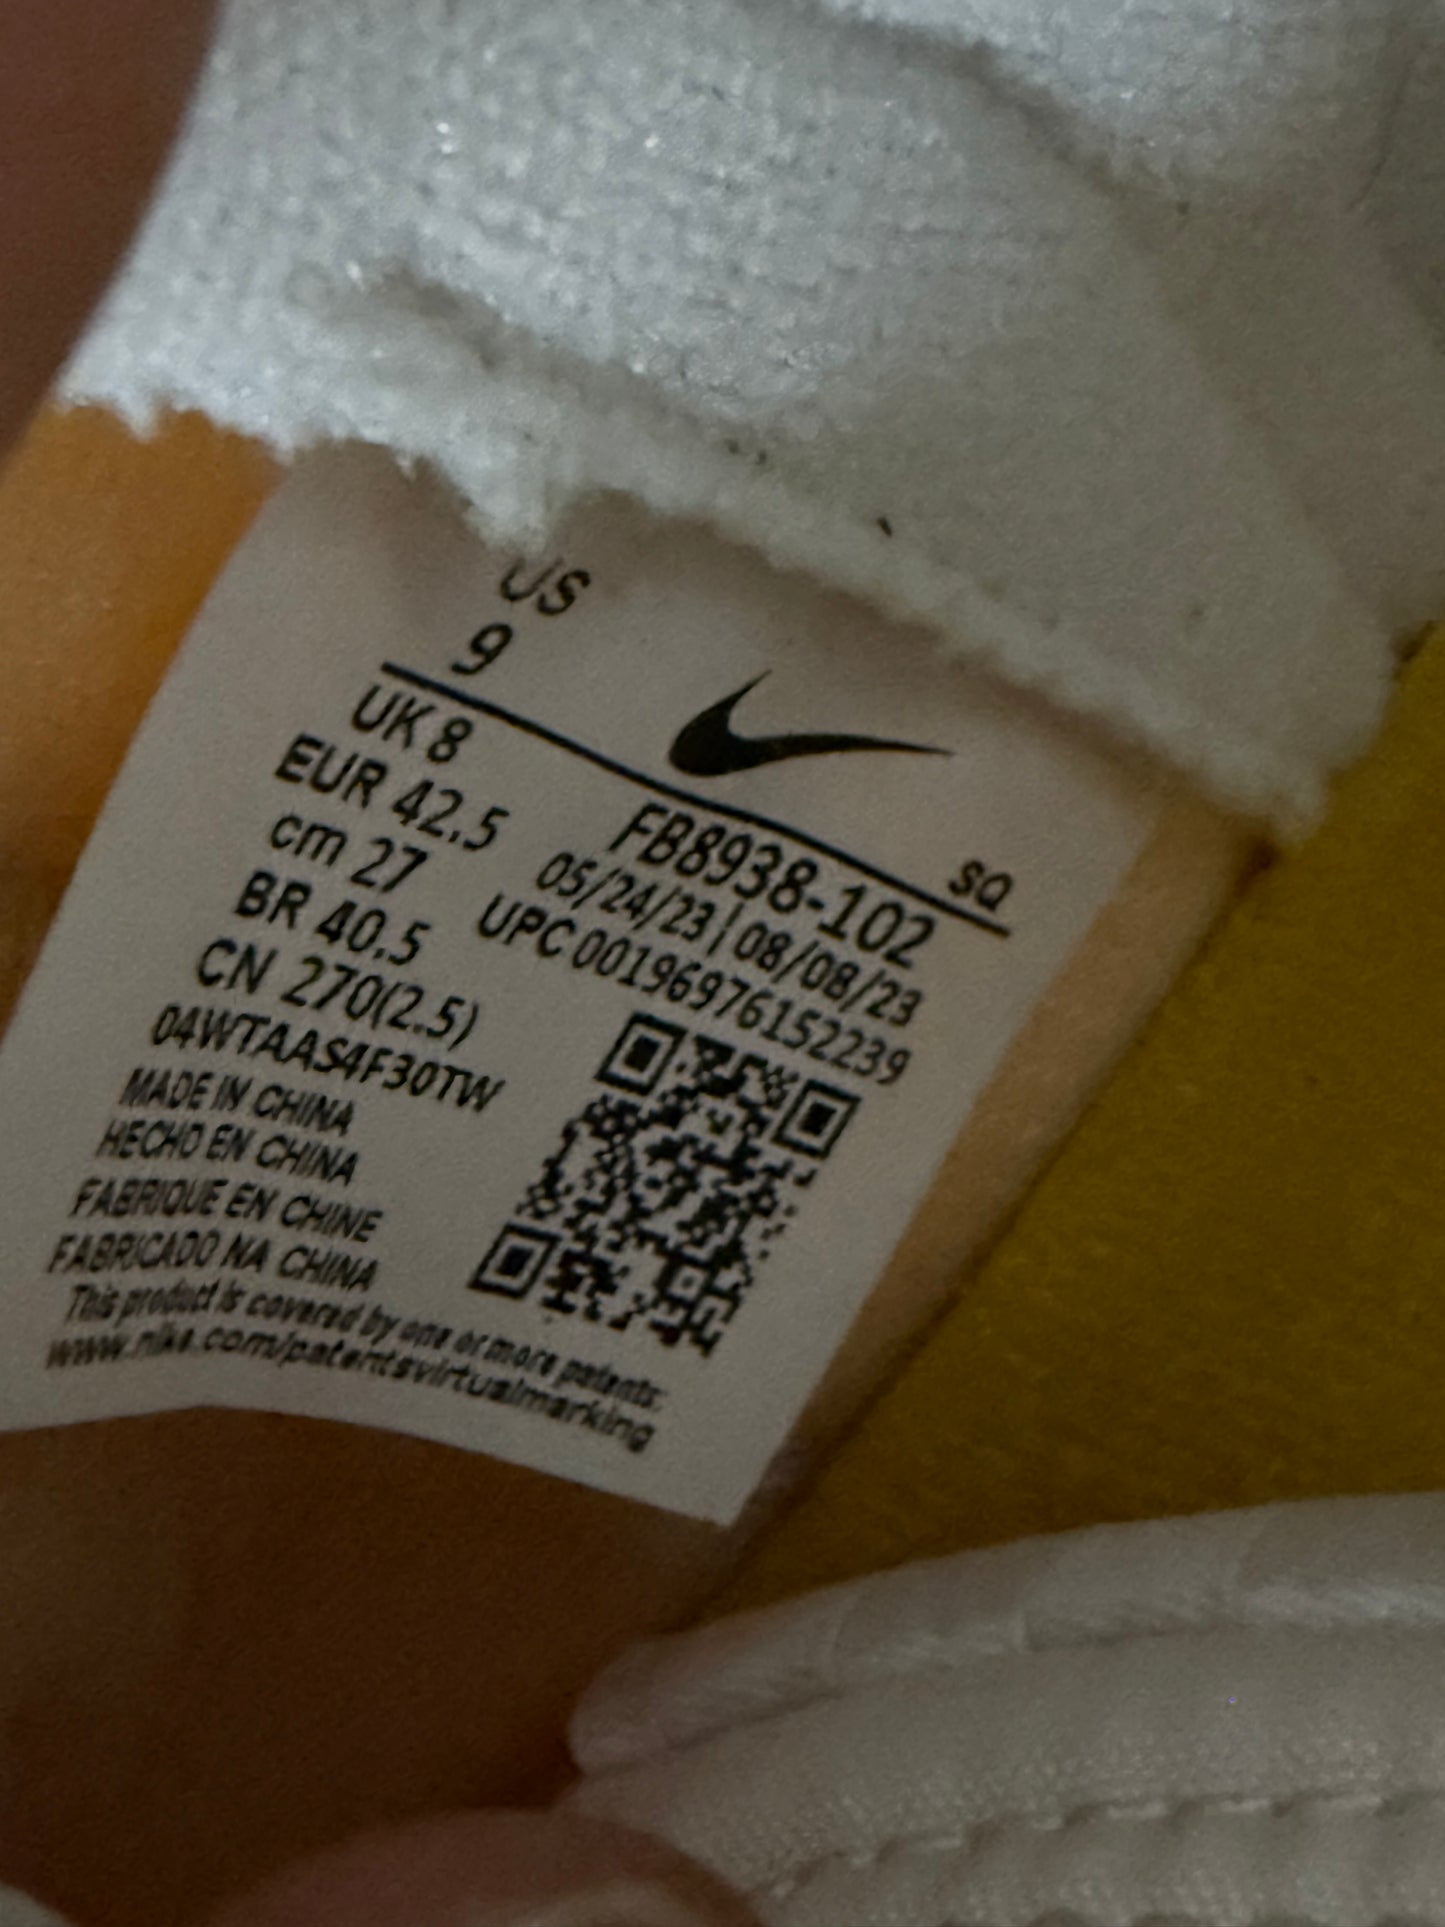 US
9
UK 8
EUR 42.5
cm 27
BR 40.5
CN 270(2.5)
04WTAAS4F30TW
MADE IN CHINA
HECHO EN CHINA
FABRIQUE EN CHINE
FABRICADO NA CHINA
This product is covered by one or more patents:
www.nike.com/patentsvirtualmarking
SQ
FB8938-102
05/24/23|08/08/23
UPC 00196976152239